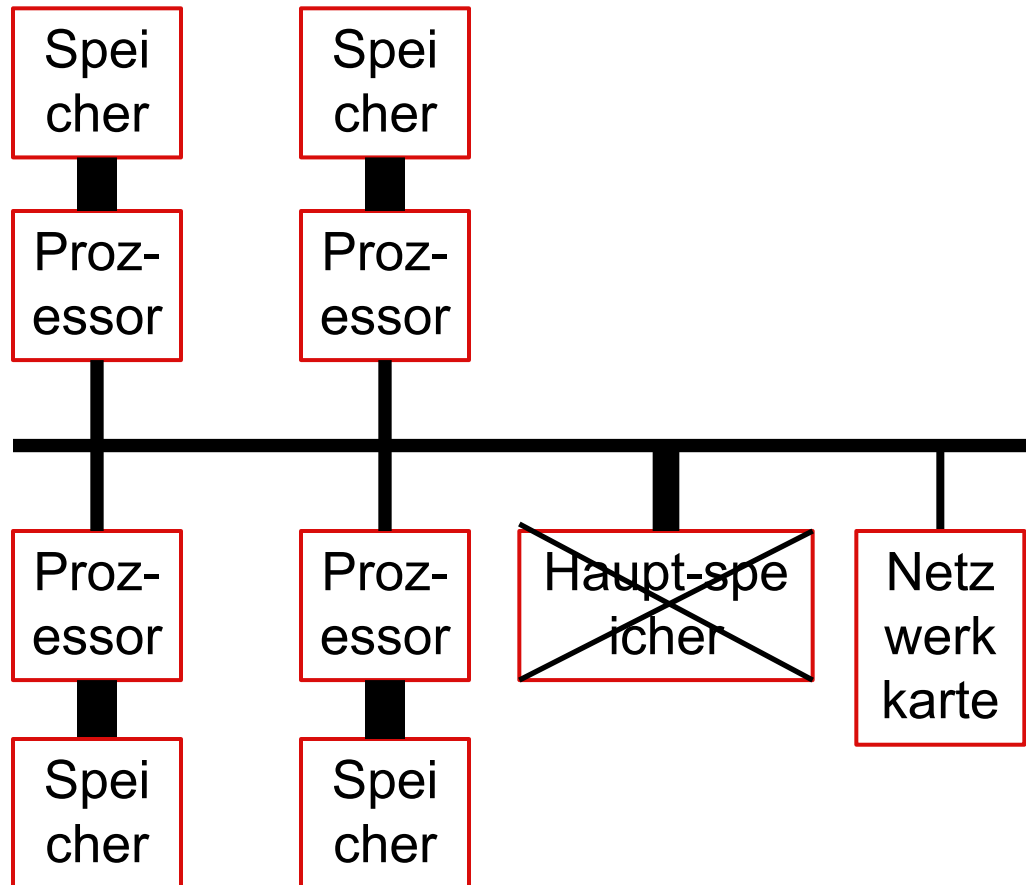 Spei
cher
Spei
cher
Proz-
essor
Proz-
essor
Proz-
essor
Proz-
essor
Haupt-spe
icher
Netz
werk
karte
Spei
cher
Spei
cher